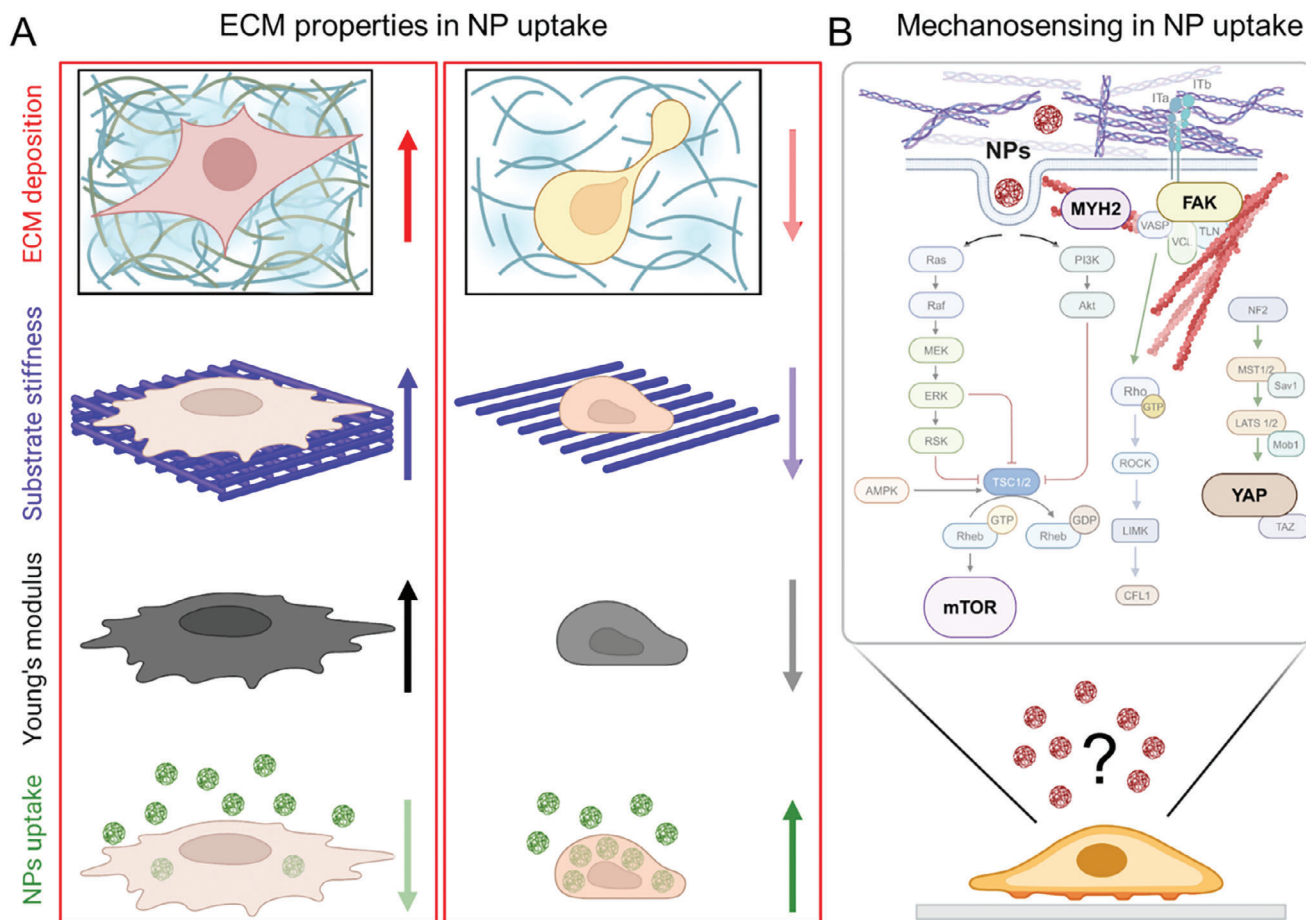 A
ECM properties in NP uptake
B
Mechanosensing in NP uptake
ECM deposition
Substrate stiffness
Young's modulus
NPs uptake
ITa
ITb
NPs
MYH2
FAK
VASP
VCL
TLN
Ras
PI3K
Raf
Akt
NF2
MEK
MST1/2
Sav1
ERK
Rho
GTP
LATS 1/2
Mob1
RSK
ROCK
AMPK
TSC1/2
YAP
TAZ
Rheb
GTP
Rheb
GDP
LIMK
mTOR
CFL1
?